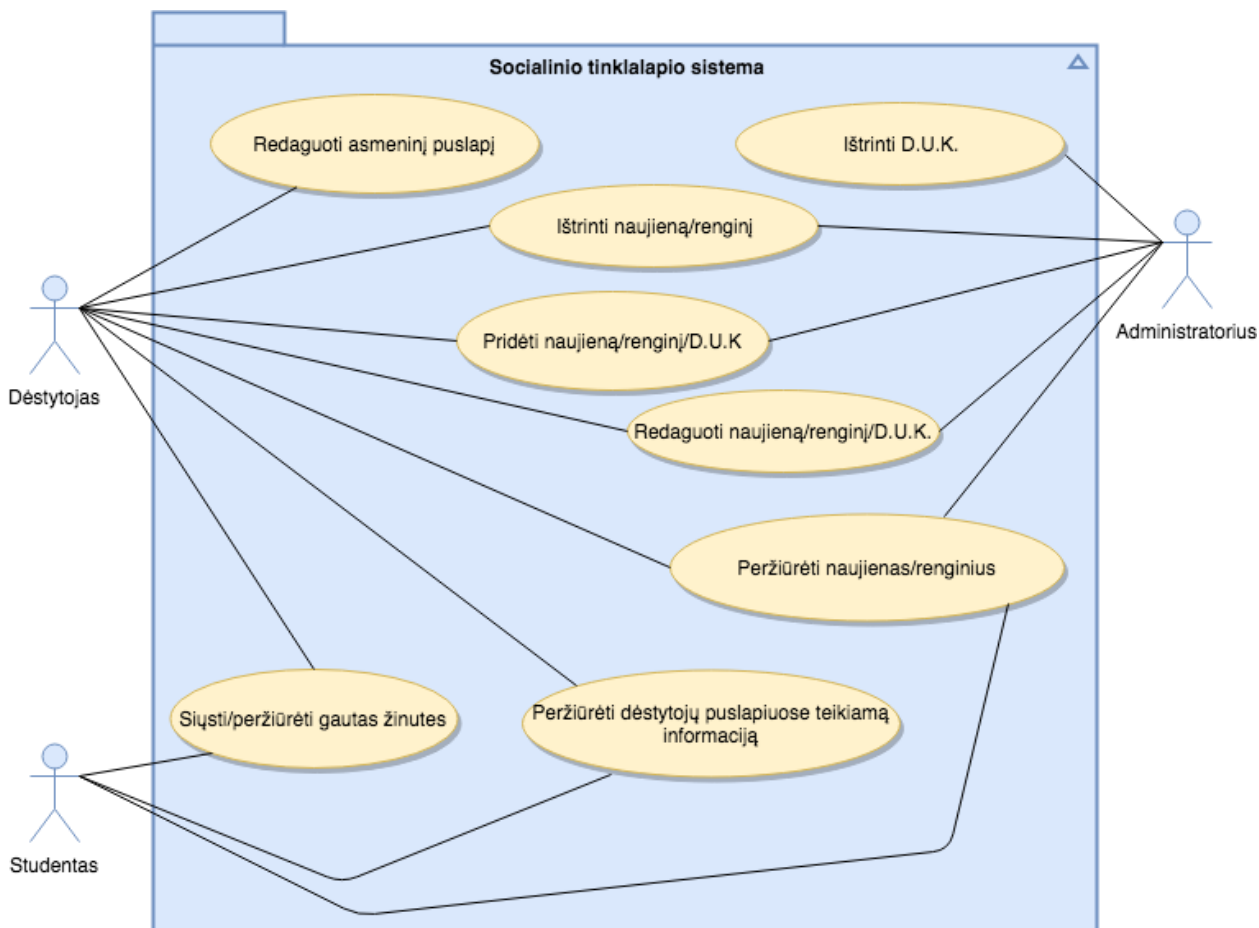 Socialinio tinklalapio sistema
Redaguoti asmeninį puslapį
Ištrinti D.U.K.
Ištrinti naujieną/renginį
Pridėti naujieną/renginį/D.U.K
Administratorius
Dėstytojas
Redaguoti naujieną/renginį/D.U.K.
Peržiūrėti naujienas/renginius
Siųsti/peržiūrėti gautas žinutes
Peržiūrėti dėstytojų puslapiuose teikiamą
informaciją
Studentas